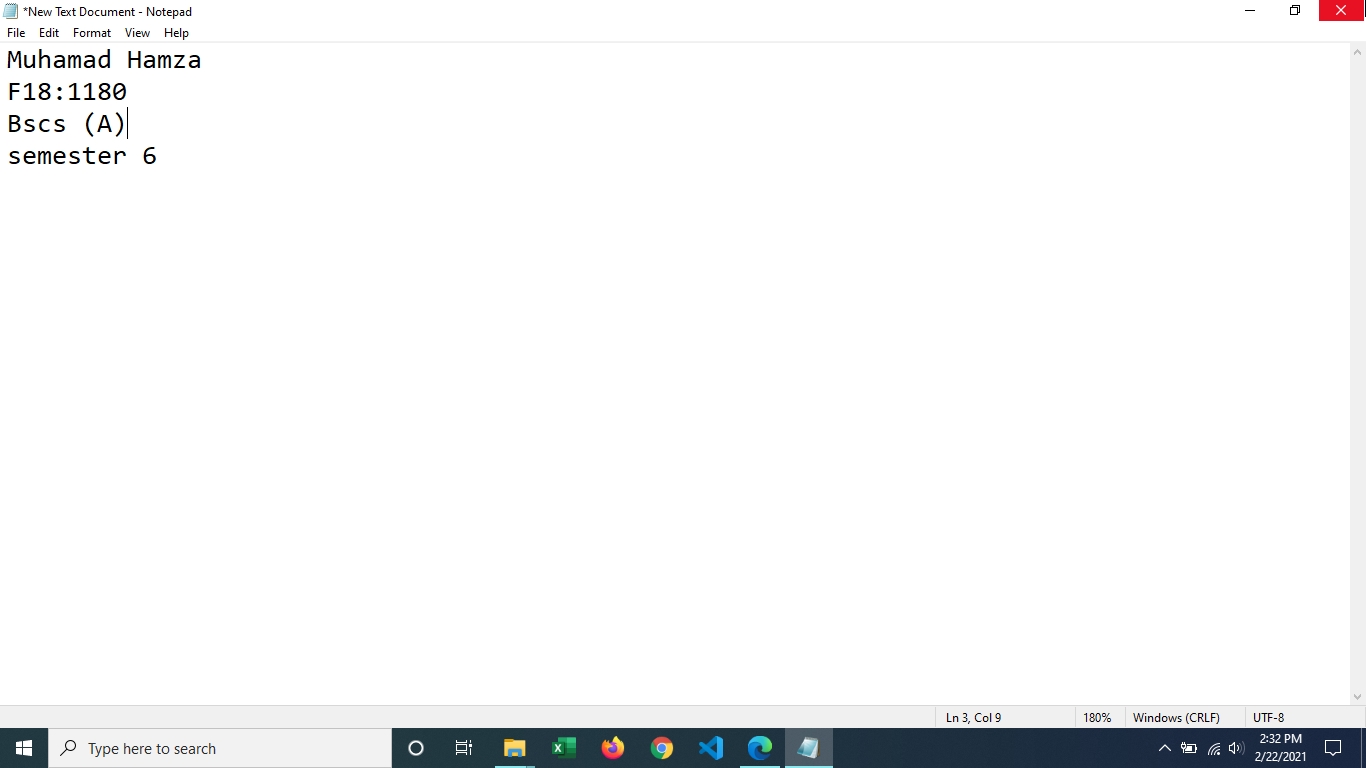 *New Text Document - Notepad
File Edit Format View Help
Muhamad Hamza
F18:1180
Bscs (A)
semester 6
Ln 3, Col 9 180% Windows (CRLF) UTF-8
Type here to search
2:32 PM
2/22/2021